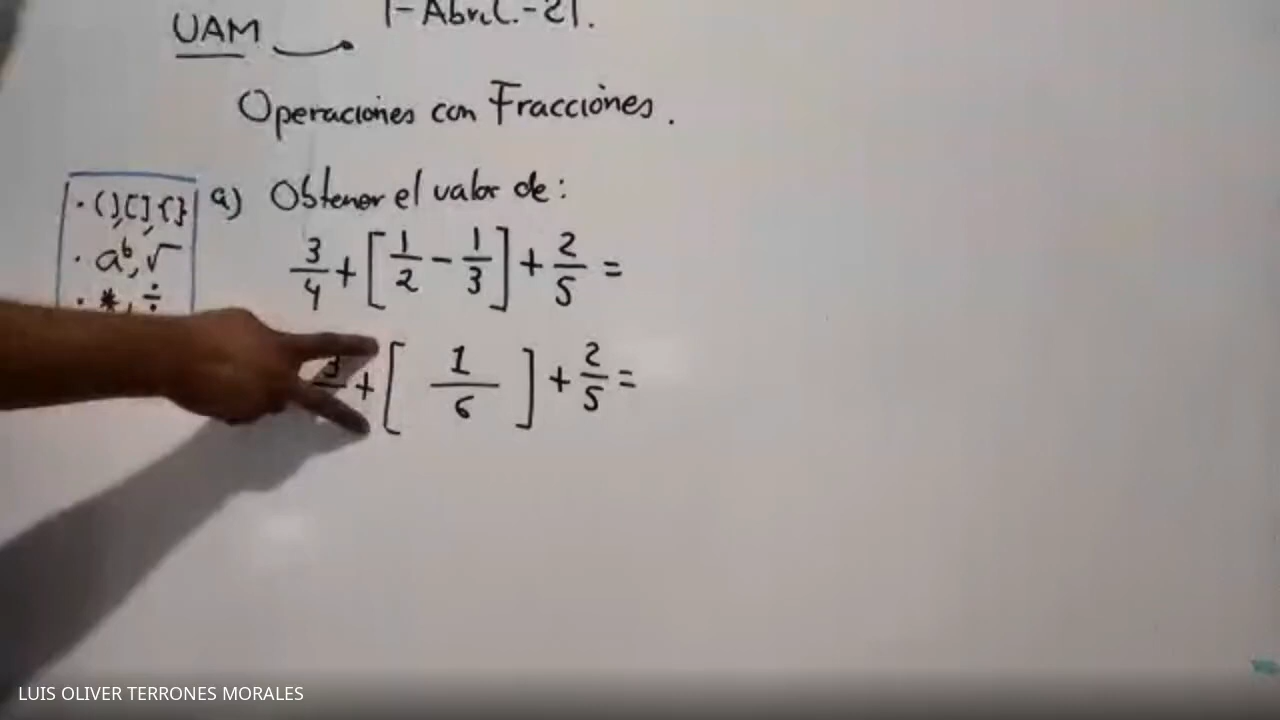 UAM
1-Abril.-21.
Operaciones con Fracciones.
· ( ), [ ], { }
· a^b, √
· *, ÷
a) Obtener el valor de:
3/4 + [1/2 - 1/3] + 2/5 =
+ [ 1/6 ] + 2/5 =
LUIS OLIVER TERRONES MORALES